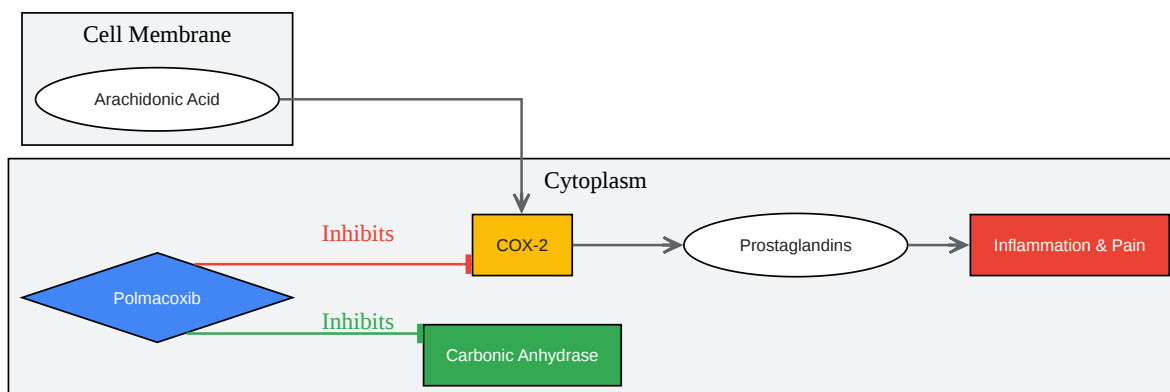 Cell Membrane
Arachidonic Acid
Cytoplasm
Inhibits
COX-2
Prostaglandins
Inflammation & Pain
Polmacoxib
Inhibits
Carbonic Anhydrase